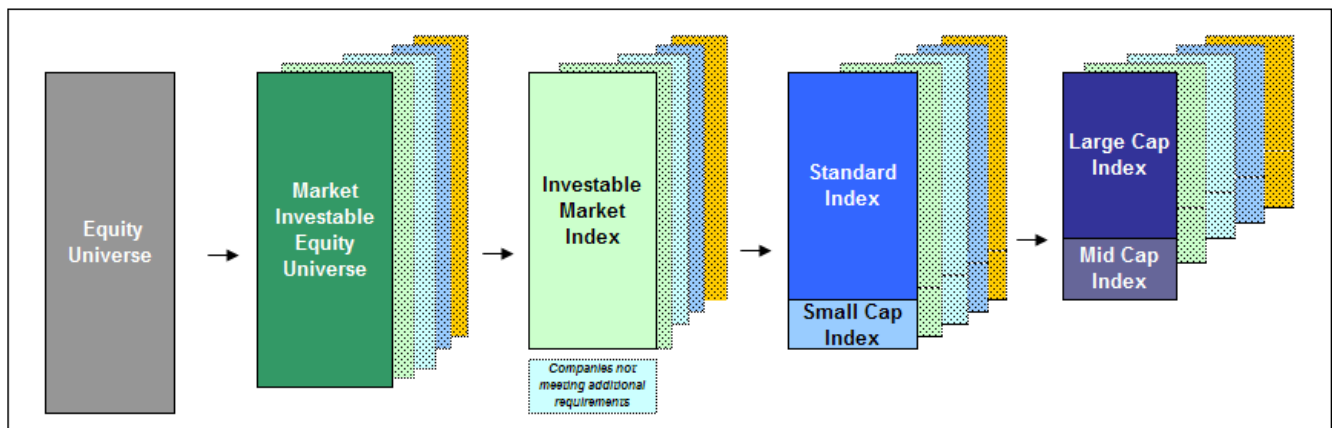 Equity
Universe
Market
Investable
Equity
Universe
Investable
Market
Index
Companies not
meeting additional
requirements
Standard
Index
Small Cap
Index
Large Cap
Index
Mid Cap
Index